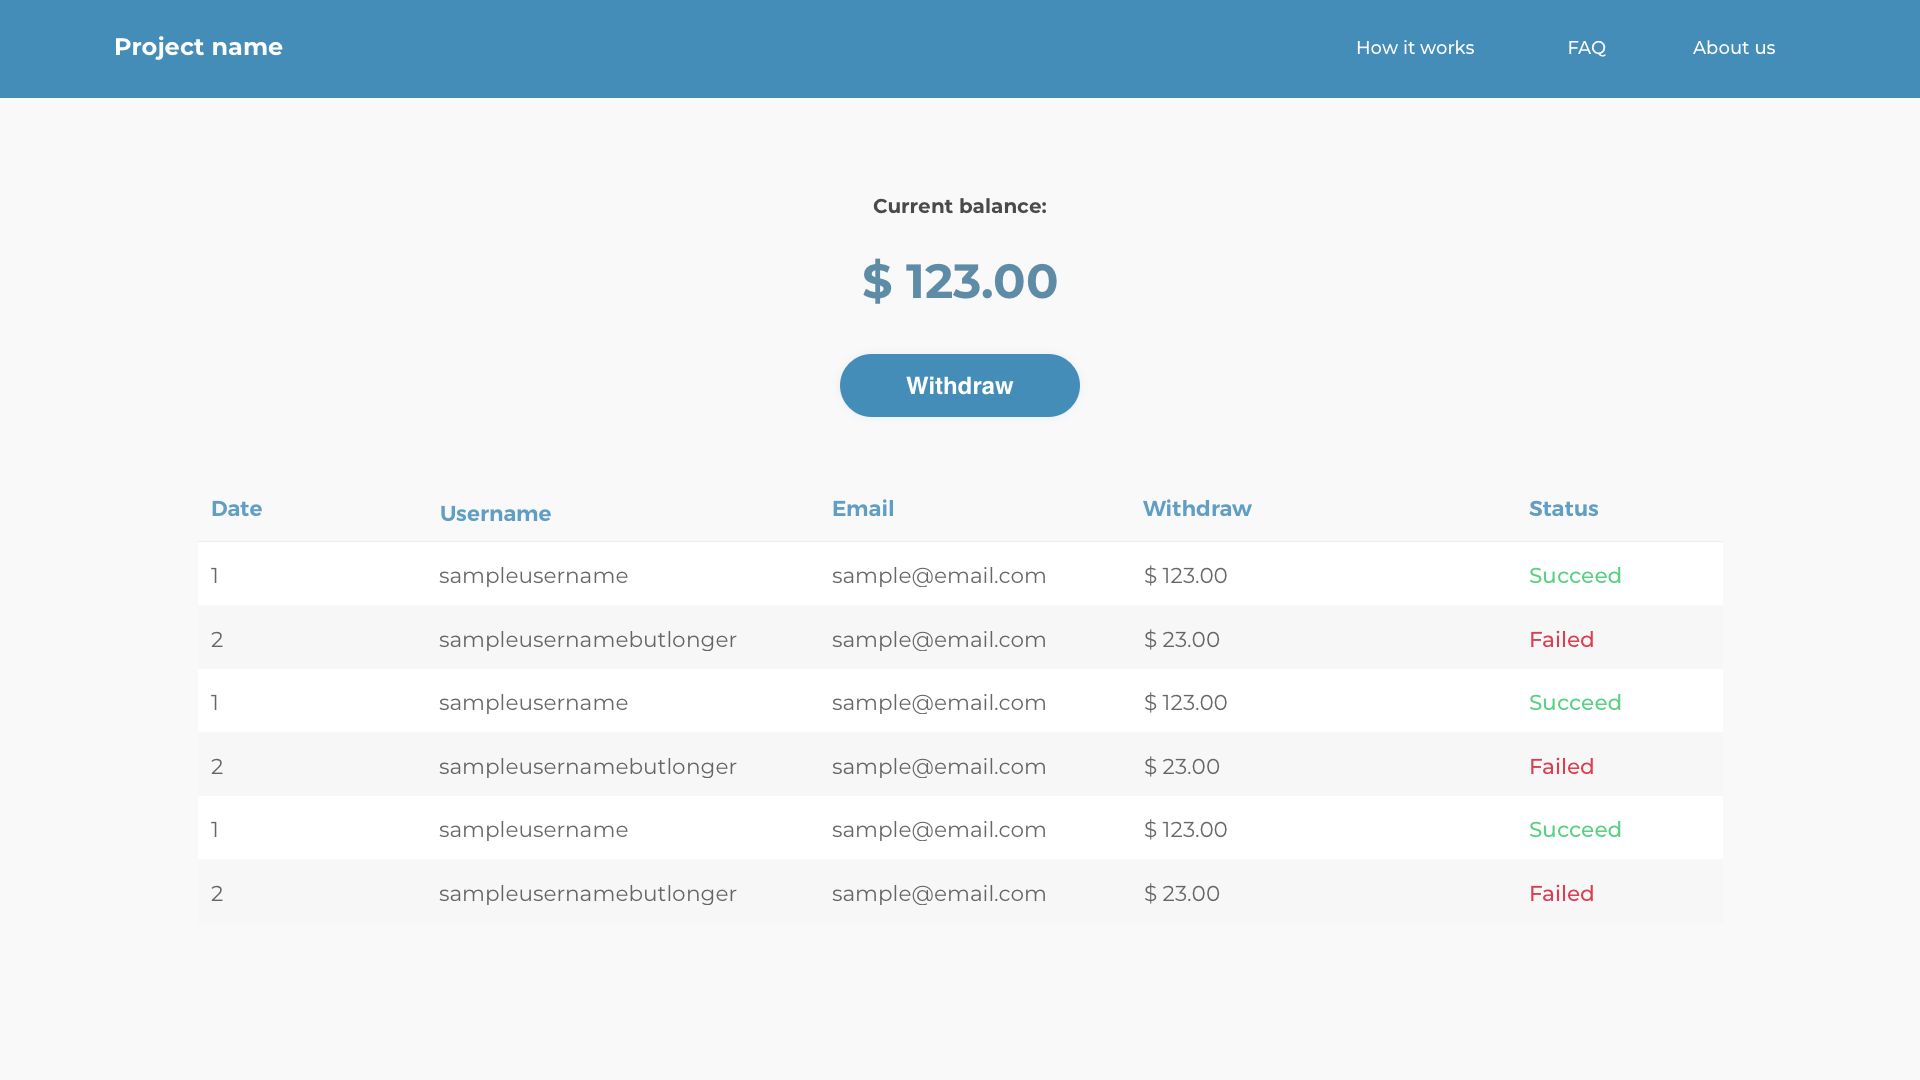 Project name How it works FAQ About us
Current balance:
$ 123.00
Withdraw
Date Username Email Withdraw Status
1 sampleusername sample@email.com $ 123.00 Succeed
2 sampleusernamebutlonger sample@email.com $ 23.00 Failed
1 sampleusername sample@email.com $ 123.00 Succeed
2 sampleusernamebutlonger sample@email.com $ 23.00 Failed
1 sampleusername sample@email.com $ 123.00 Succeed
2 sampleusernamebutlonger sample@email.com $ 23.00 Failed